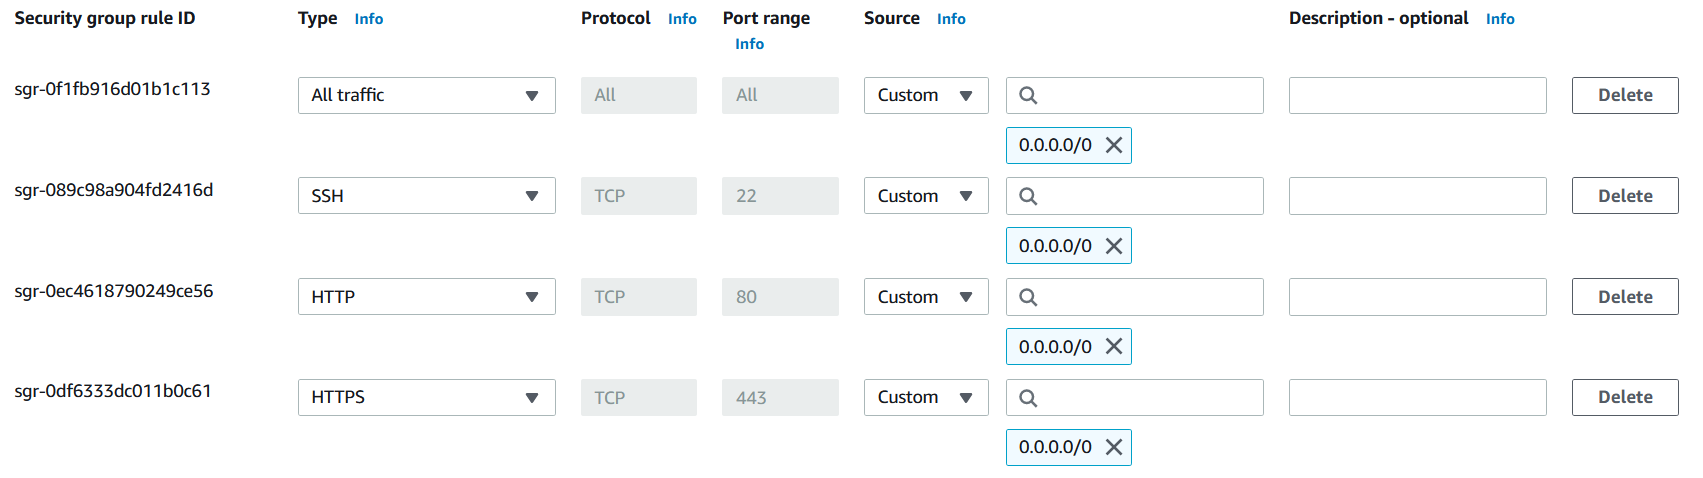 Security group rule ID Type Info Protocol Info Port range Info Source Info Description - optional Info
sgr-0f1fb916d01b1c113 All traffic All All Custom Delete
0.0.0.0/0
sgr-089c98a904fd2416d SSH TCP 22 Custom Delete
0.0.0.0/0
sgr-0ec4618790249ce56 HTTP TCP 80 Custom Delete
0.0.0.0/0
sgr-0df6333dc011b0c61 HTTPS TCP 443 Custom Delete
0.0.0.0/0